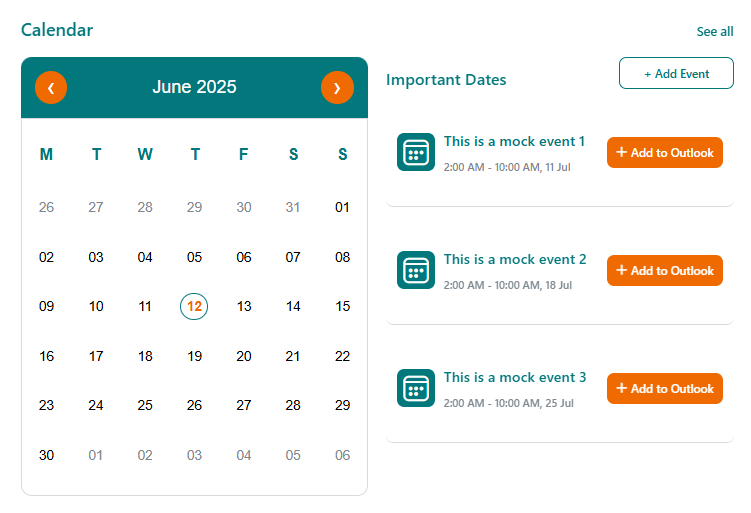 Calendar
See all
❮ June 2025 ❯
M T W T F S S
26 27 28 29 30 31 01
02 03 04 05 06 07 08
09 10 11 12 13 14 15
16 17 18 19 20 21 22
23 24 25 26 27 28 29
30 01 02 03 04 05 06
Important Dates
+ Add Event
This is a mock event 1
2:00 AM - 10:00 AM, 11 Jul
+ Add to Outlook
This is a mock event 2
2:00 AM - 10:00 AM, 18 Jul
+ Add to Outlook
This is a mock event 3
2:00 AM - 10:00 AM, 25 Jul
+ Add to Outlook